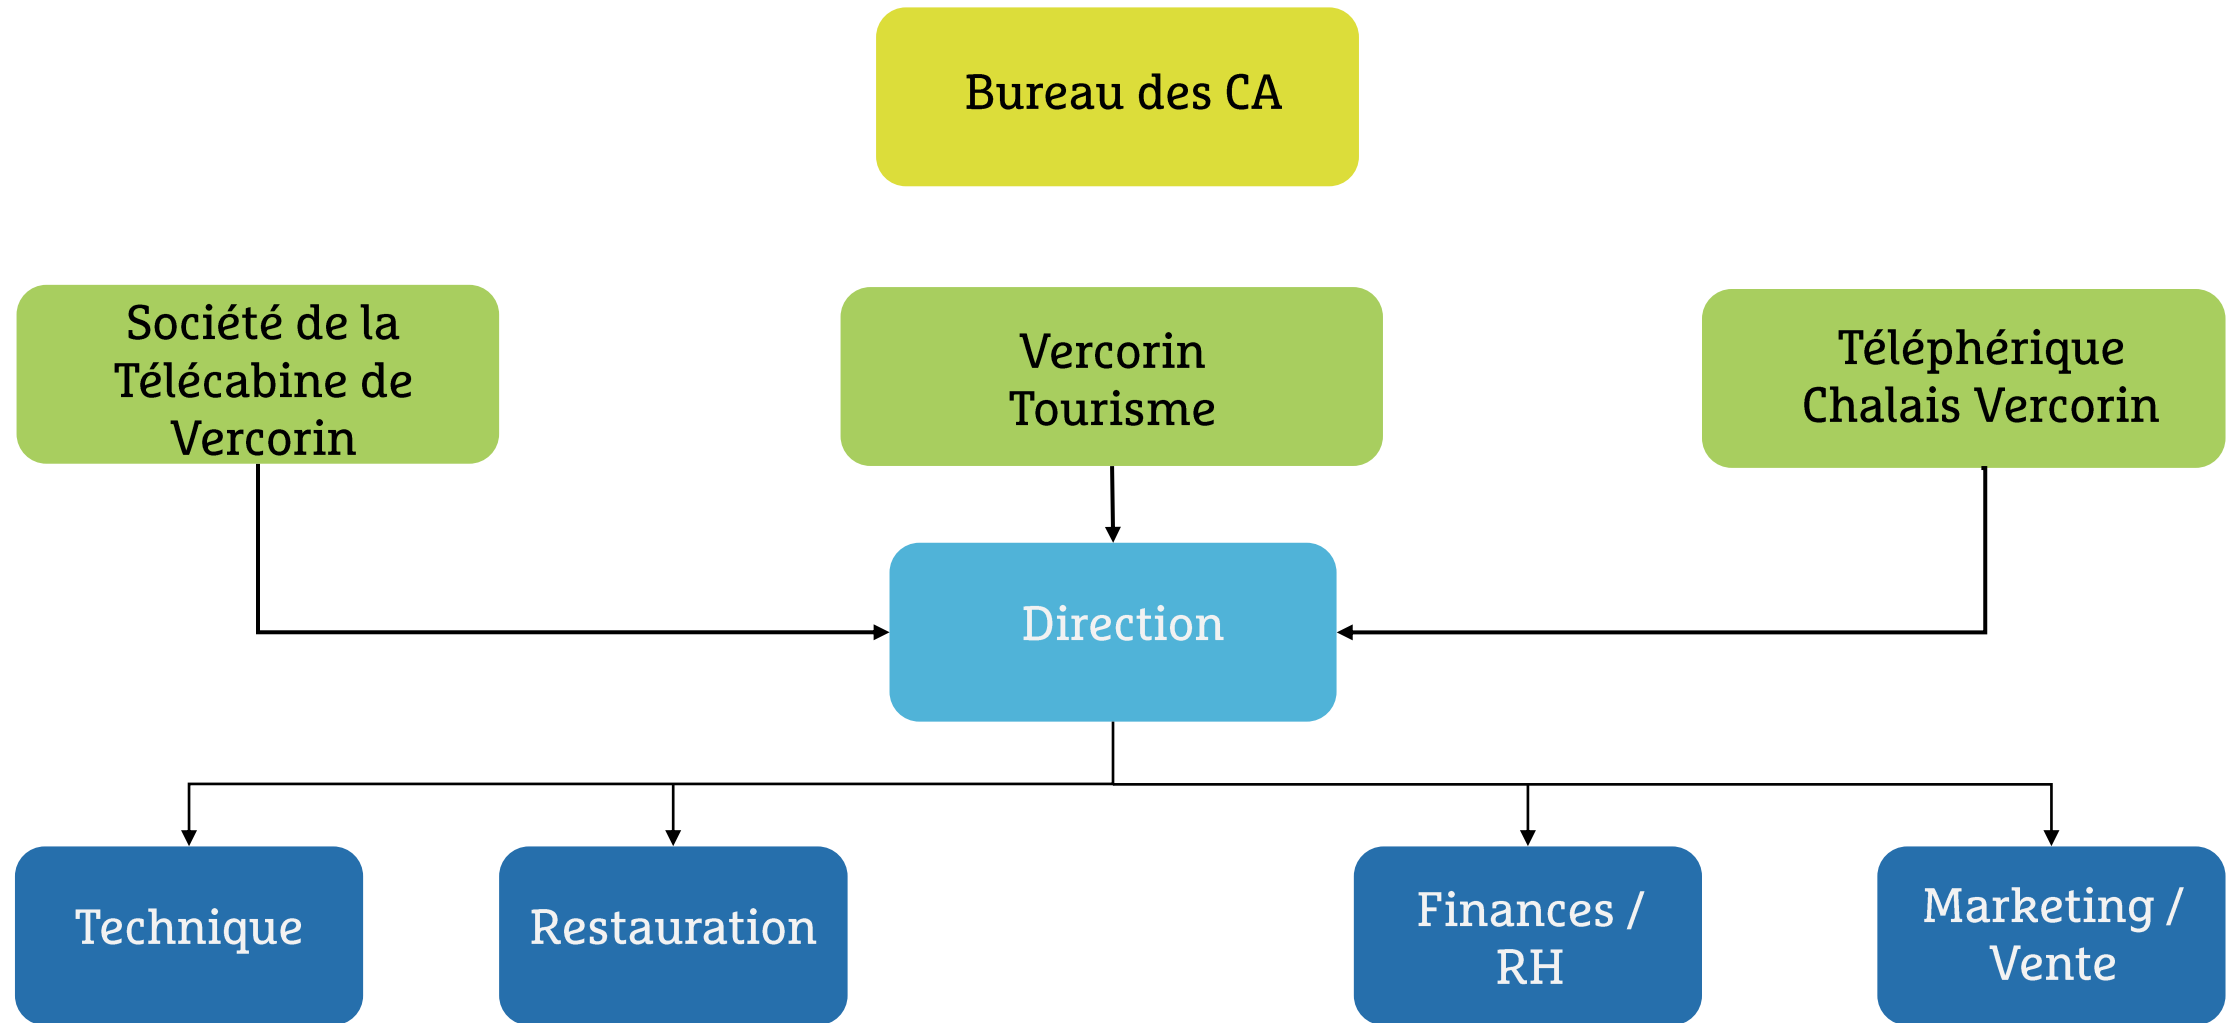 Bureau des CA
Société de la
Télécabine de
Vercorin
Vercorin
Tourisme
Téléphérique
Chalais Vercorin
Direction
Technique
Restauration
Finances /
RH
Marketing /
Vente